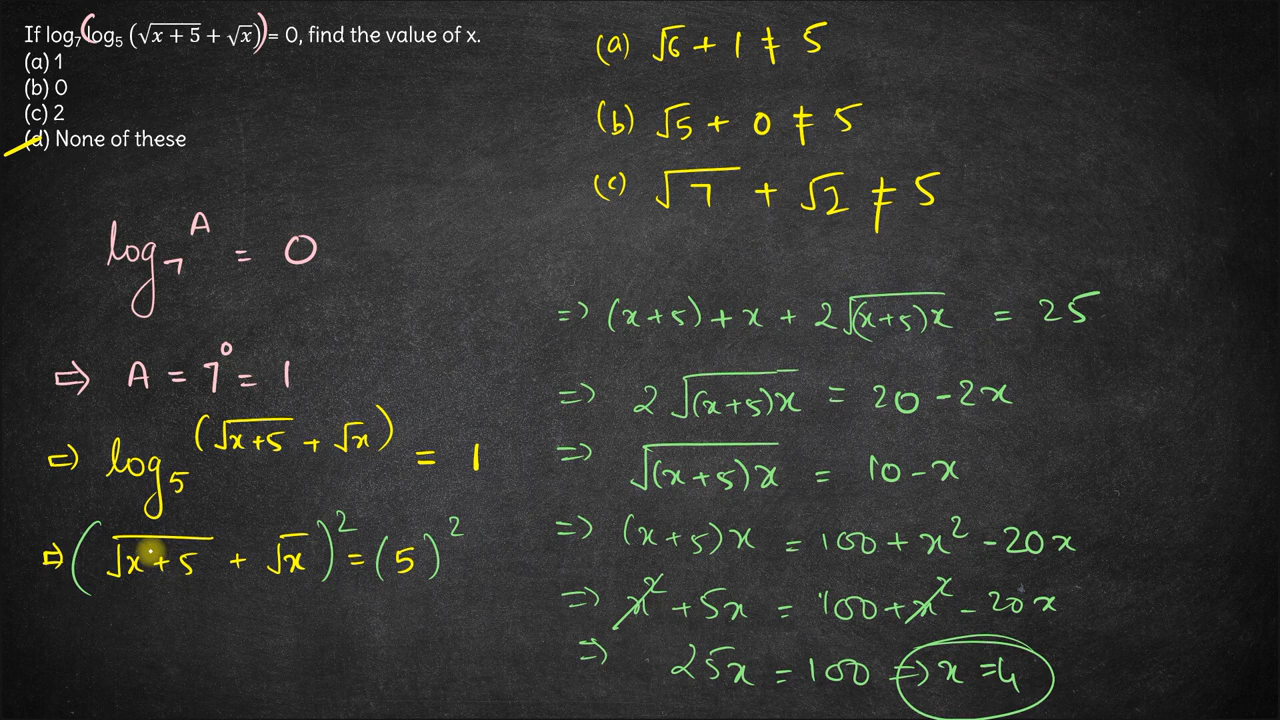 If log₇(log₅ (√x + 5 + √x)) = 0, find the value of x.
(a) 1
(b) 0
(c) 2
(d) None of these
log₇ᴬ = 0
⇒ A = 7⁰ = 1
⇒ log₅ (√x+5 + √x) = 1
⇒ (√x+5 + √x)² = (5)²
(a) √6 + 1 ≠ 5
(b) √5 + 0 ≠ 5
(c) √7 + √2 ≠ 5
⇒ (x+5) + x + 2√(x+5)x = 25
⇒ 2√(x+5)x = 20 - 2x
⇒ √(x+5)x = 10 - x
⇒ (x+5)x = 100 + x² - 20x
⇒ x² + 5x = 100 + x² - 20x
⇒ 25x = 100 ⇒ x = 4